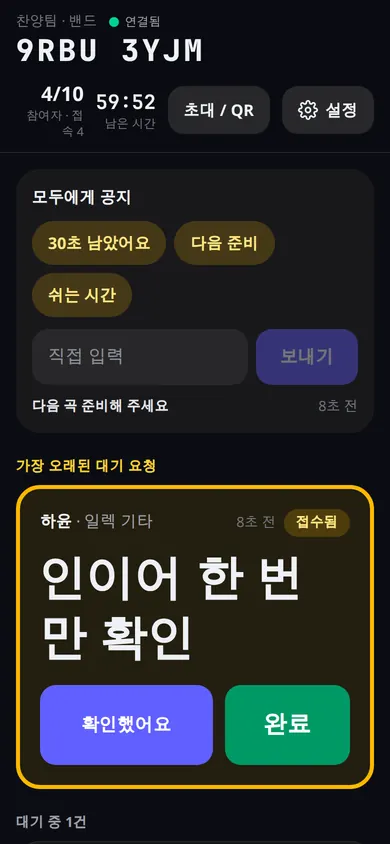 찬양팀 · 밴드 연결됨
9RBU 3YJM
4/10
참여자 · 접
속 4
59:52
남은 시간
초대 / QR
설정
모두에게 공지
30초 남았어요
다음 준비
쉬는 시간
직접 입력
보내기
다음 곡 준비해 주세요
8초 전
가장 오래된 대기 요청
하윤 · 일렉 기타
8초 전
접수됨
인이어 한 번
만 확인
확인했어요
완료
대기 중 1건